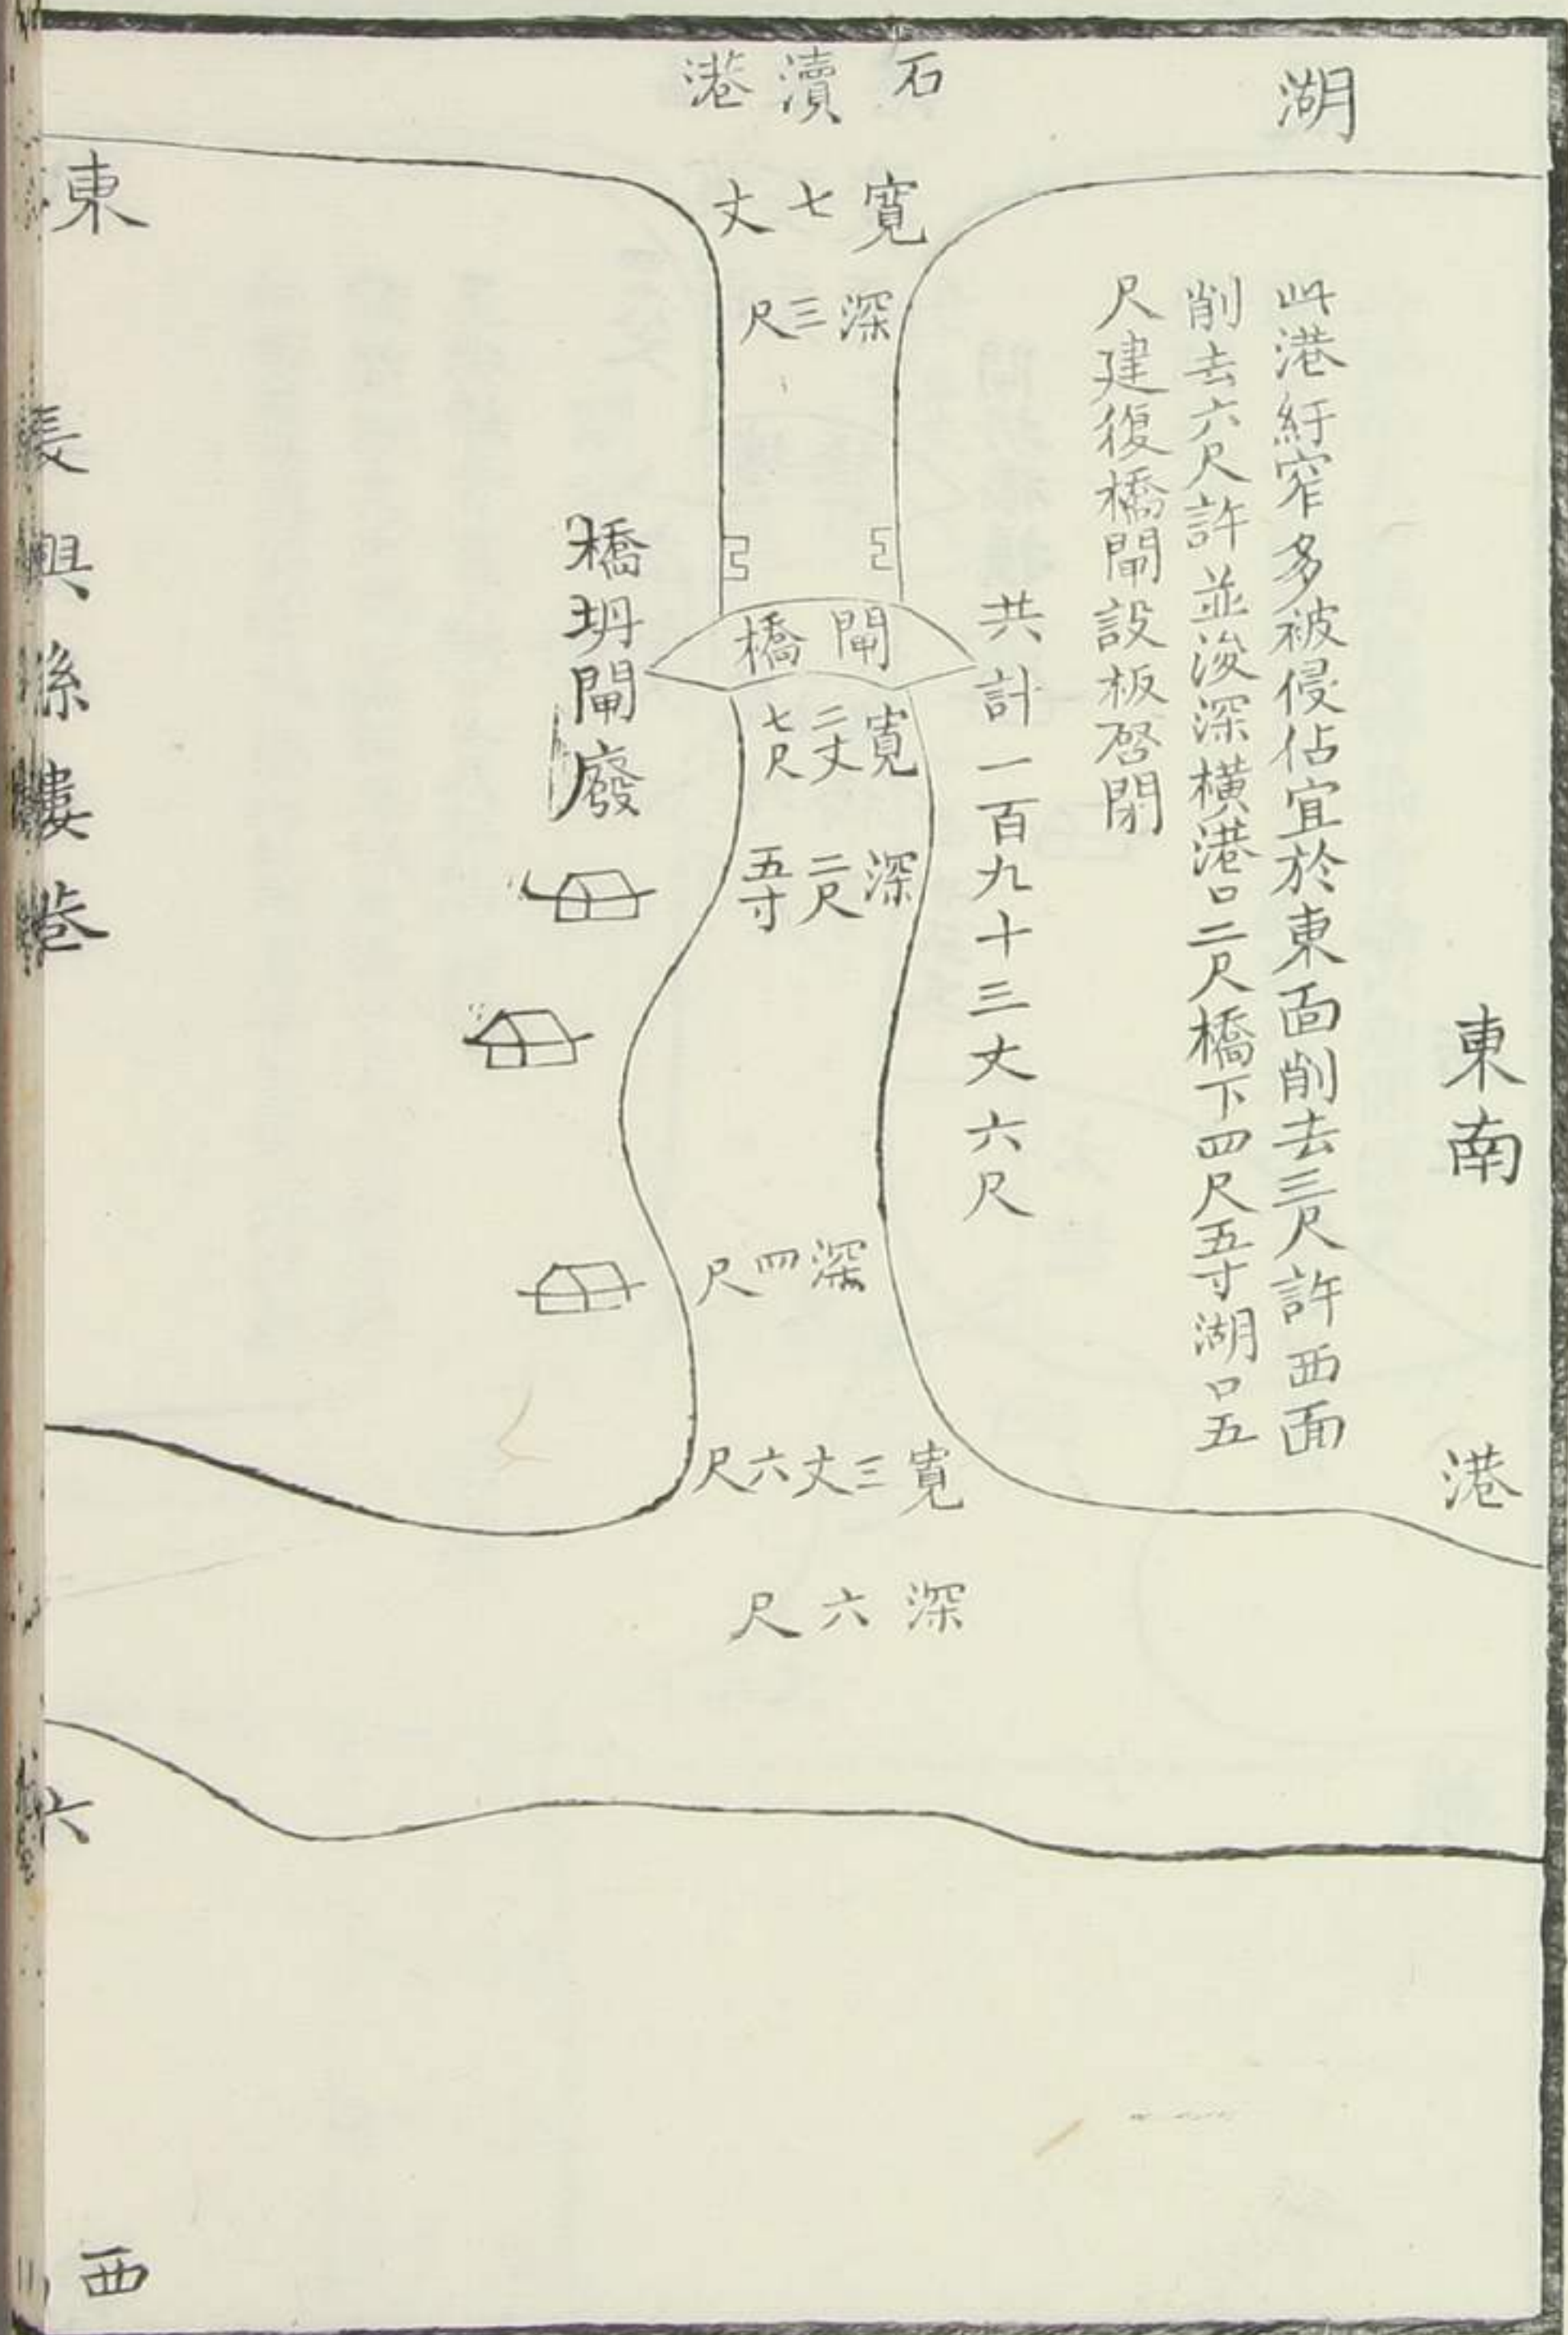 湖
石瀆港
寬七丈
深三尺
東南
港
此港紆窄多被侵佔宜於東面削去三尺許西面
削去六尺許並浚深橫港口二尺橋下四尺五寸湖口五
尺建復橋閘設板啓閉
共計一百九十三丈六尺
閘橋
寬二丈七尺
深二尺五寸
深四尺
寬三丈六尺
深六尺
橋坍閘廢
東
長興縣漊巷
六
西